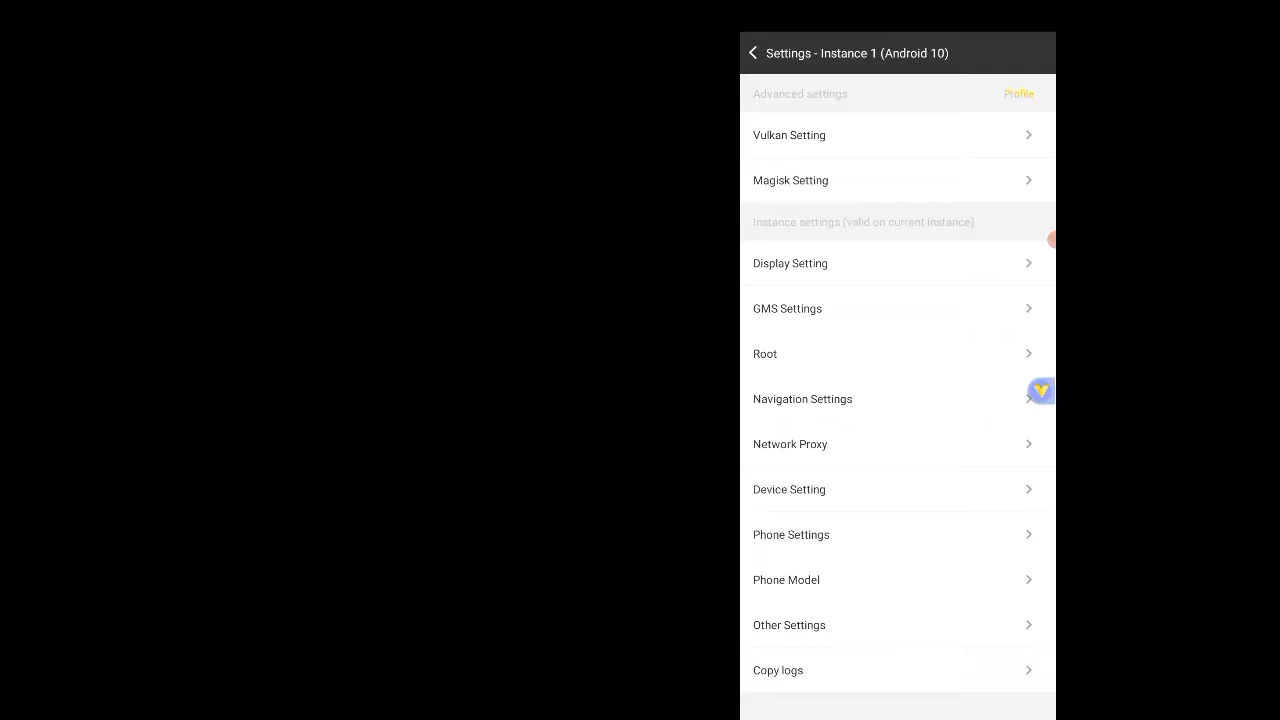 Settings - Instance 1 (Android 10)
Advanced settings Profile
Vulkan Setting
Magisk Setting
Instance settings (valid on current instance)
Display Setting
GMS Settings
Root
Navigation Settings
Network Proxy
Device Setting
Phone Settings
Phone Model
Other Settings
Copy logs